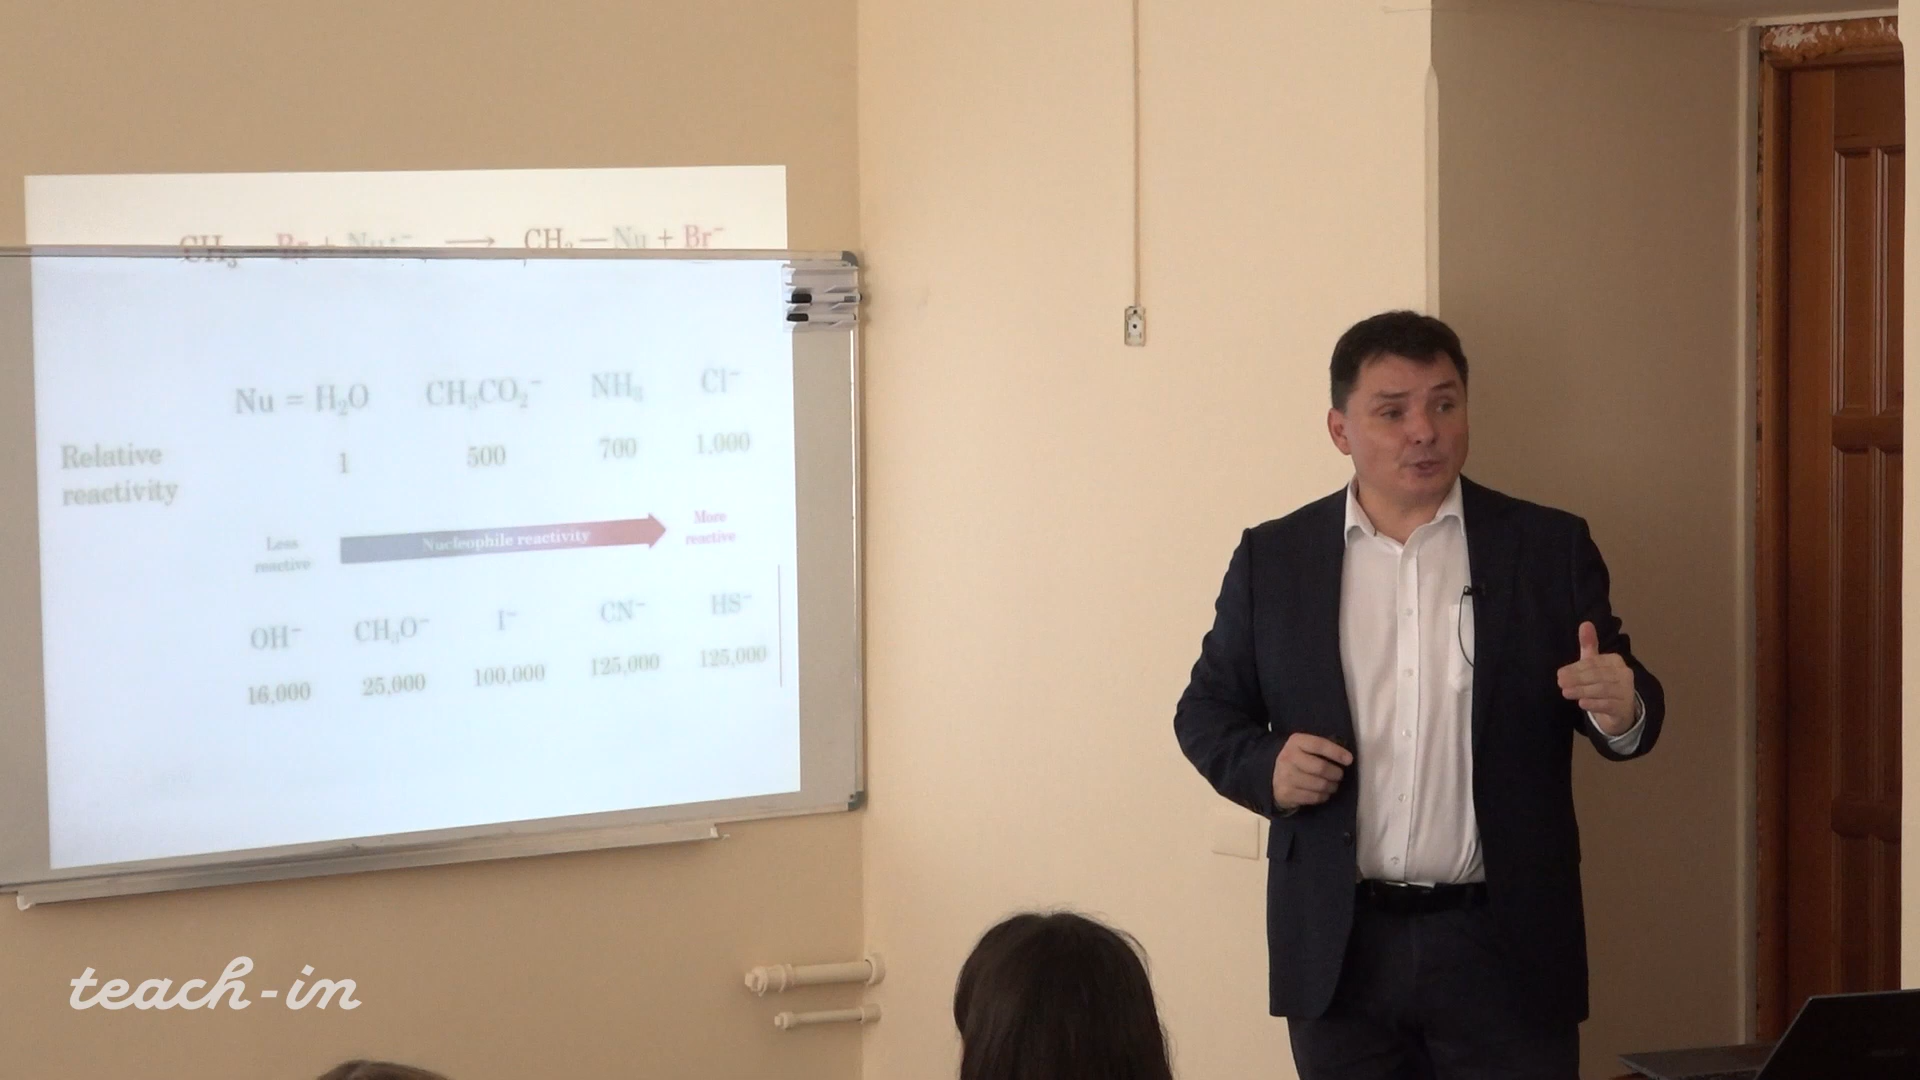 CH₃—Br + Nu:⁻ ⟶ CH₃—Nu + Br⁻
Nu = H₂O CH₃CO₂⁻ NH₃ Cl⁻
Relative reactivity 1 500 700 1,000
Less reactive Nucleophile reactivity More reactive
OH⁻ CH₃O⁻ I⁻ CN⁻ HS⁻
16,000 25,000 100,000 125,000 125,000
teach-in